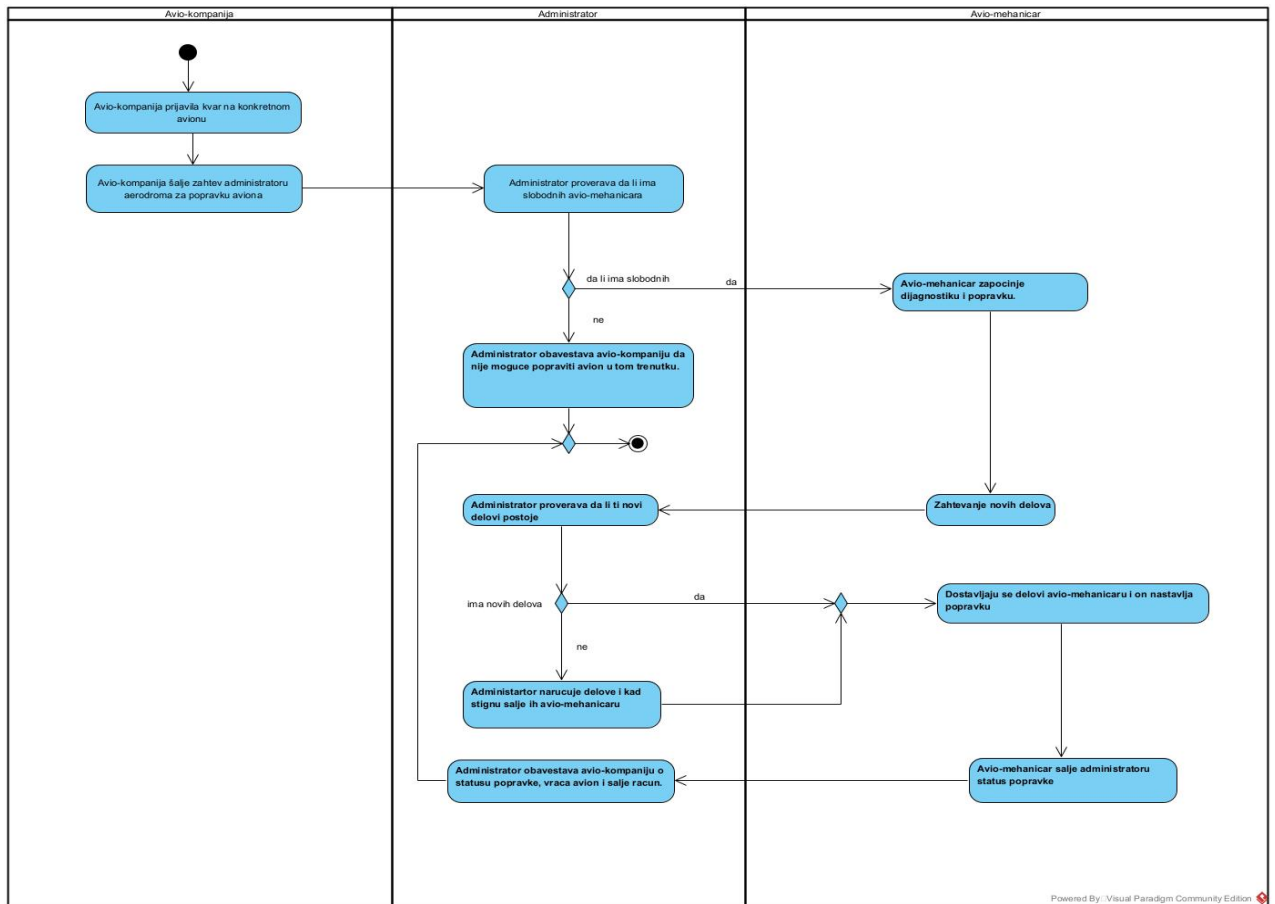 Avio-kompanija
Administrator
Avio-mehanicar
Avio-kompanija prijavila kvar na konkretnom
avionu
Avio-kompanija šalje zahtev administratoru
aerodroma za popravku aviona
Administrator proverava da li ima
slobodnih avio-mehanicara
da li ima slobodnih
da
Avio-mehanicar zapocinje
dijagnostiku i popravku.
ne
Administrator obavestava avio-kompaniju da
nije moguce popraviti avion u tom trenutku.
Zahtevanje novih delova
Administrator proverava da li ti novi
delovi postoje
ima novih delova
da
Dostavljaju se delovi avio-mehanicaru i on nastavlja
popravku
ne
Administartor narucuje delove i kad
stignu salje ih avio-mehanicaru
Avio-mehanicar salje administratoru
status popravke
Administrator obavestava avio-kompaniju o
statusu popravke, vraca avion i salje racun.
Powered By: Visual Paradigm Community Edition